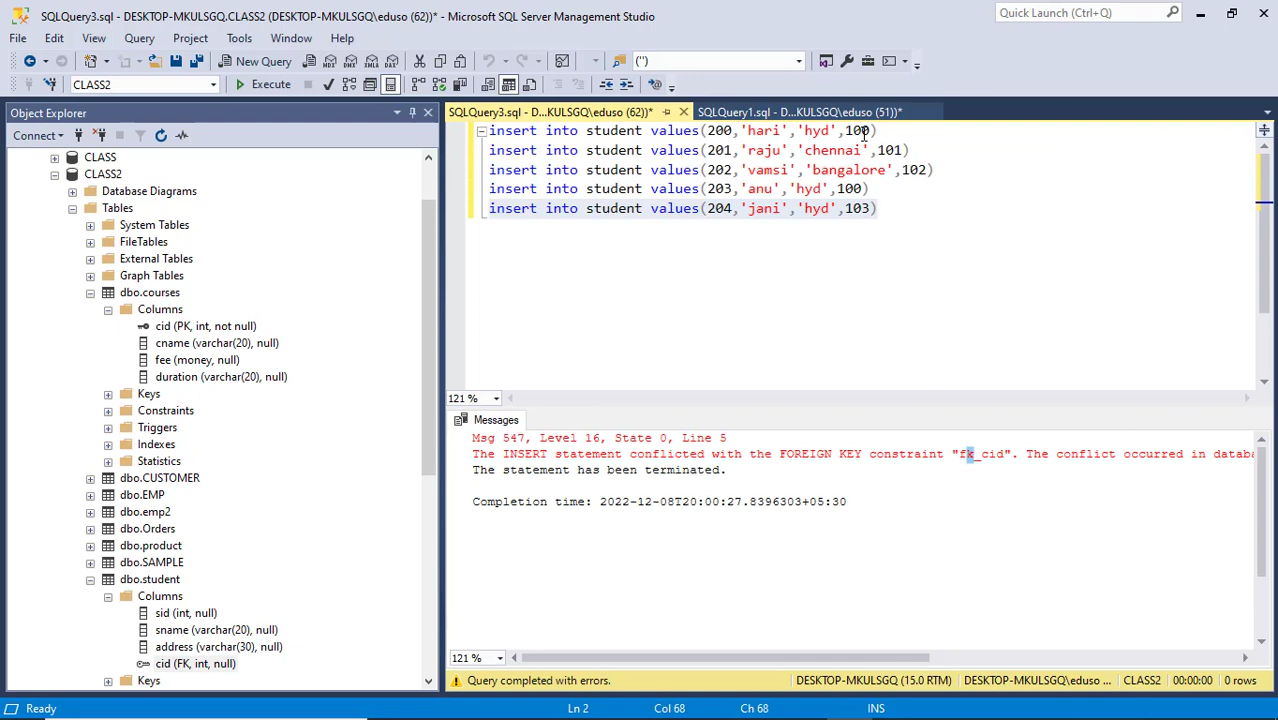 SQLQuery3.sql - DESKTOP-MKULSGQ.CLASS2 (DESKTOP-MKULSGQ\eduso (62))* - Microsoft SQL Server Management Studio
Quick Launch (Ctrl+Q)
File Edit View Query Project Tools Window Help
New Query
MDX DMX XMLA DAX
('')
CLASS2
Execute
Object Explorer
Connect
CLASS
CLASS2
Database Diagrams
Tables
System Tables
FileTables
External Tables
Graph Tables
dbo.courses
Columns
cid (PK, int, not null)
cname (varchar(20), null)
fee (money, null)
duration (varchar(20), null)
Keys
Constraints
Triggers
Indexes
Statistics
dbo.CUSTOMER
dbo.EMP
dbo.emp2
dbo.Orders
dbo.product
dbo.SAMPLE
dbo.student
Columns
sid (int, null)
sname (varchar(20), null)
address (varchar(30), null)
cid (FK, int, null)
Keys
SQLQuery3.sql - D...KULSGQ\eduso (62))*
SQLQuery1.sql - D...KULSGQ\eduso (51))*
insert into student values(200,'hari','hyd',100)
insert into student values(201,'raju','chennai',101)
insert into student values(202,'vamsi','bangalore',102)
insert into student values(203,'anu','hyd',100)
insert into student values(204,'jani','hyd',103)
121 %
Messages
Msg 547, Level 16, State 0, Line 5
The INSERT statement conflicted with the FOREIGN KEY constraint "fk_cid". The conflict occurred in databa
The statement has been terminated.
Completion time: 2022-12-08T20:00:27.8396303+05:30
121 %
Query completed with errors.
DESKTOP-MKULSGQ (15.0 RTM)
DESKTOP-MKULSGQ\eduso ...
CLASS2
00:00:00
0 rows
Ready
Ln 2
Col 68
Ch 68
INS